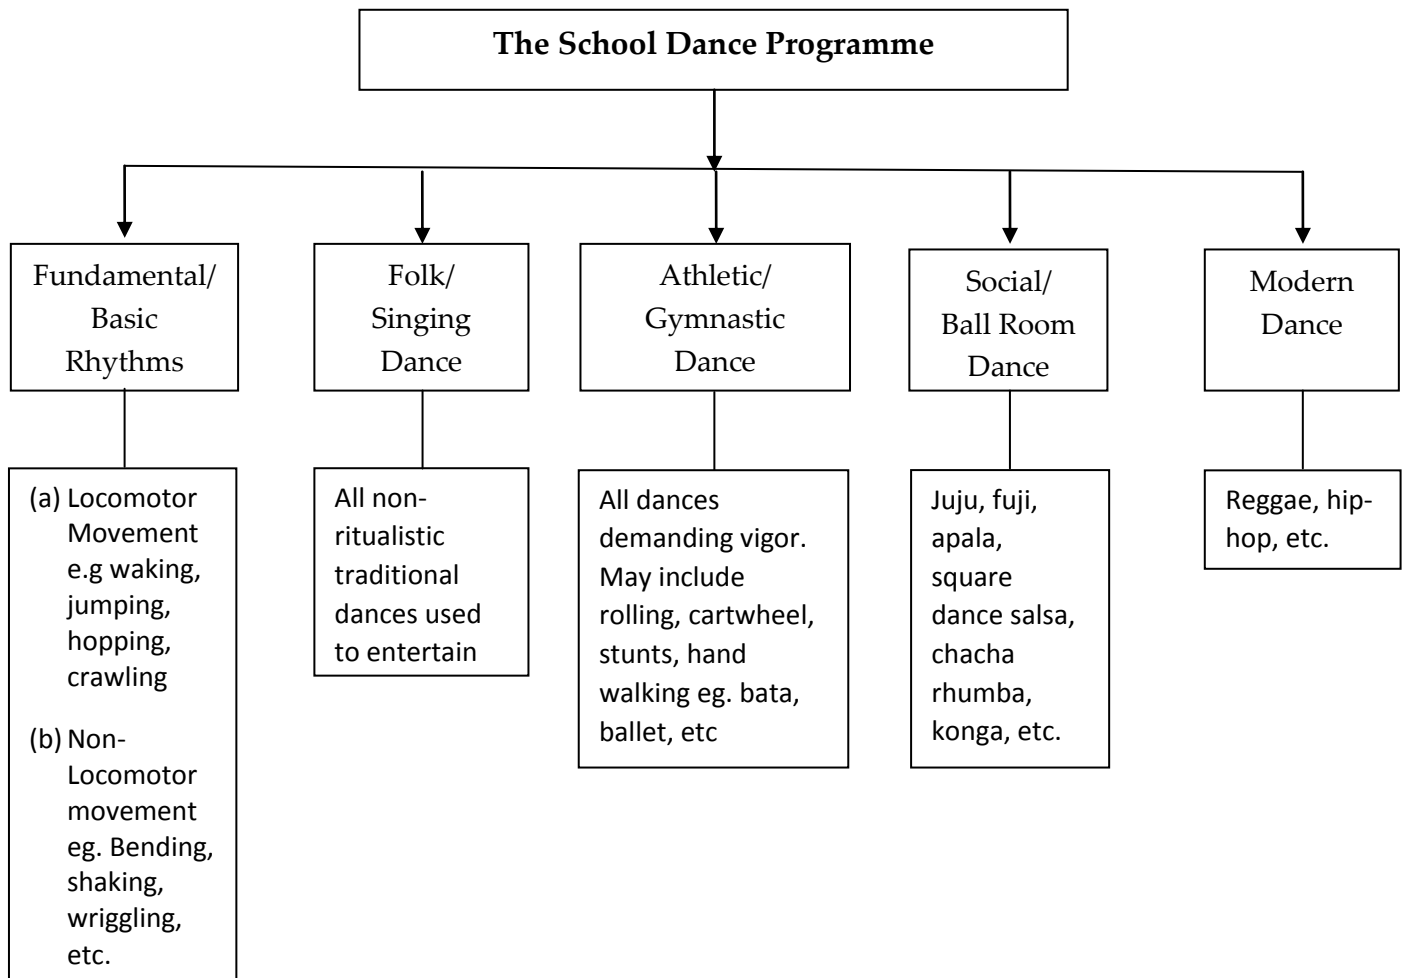 The School Dance Programme
Fundamental/
Basic
Rhythms
Folk/
Singing
Dance
Athletic/
Gymnastic
Dance
Social/
Ball Room
Dance
Modern
Dance
(a) Locomotor
Movement
e.g waking,
jumping,
hopping,
crawling
(b) Non-
Locomotor
movement
eg. Bending,
shaking,
wriggling,
etc.
All non-
ritualistic
traditional
dances used
to entertain
All dances
demanding vigor.
May include
rolling, cartwheel,
stunts, hand
walking eg. bata,
ballet, etc
Juju, fuji,
apala,
square
dance salsa,
chacha
rhumba,
konga, etc.
Reggae, hip-
hop, etc.